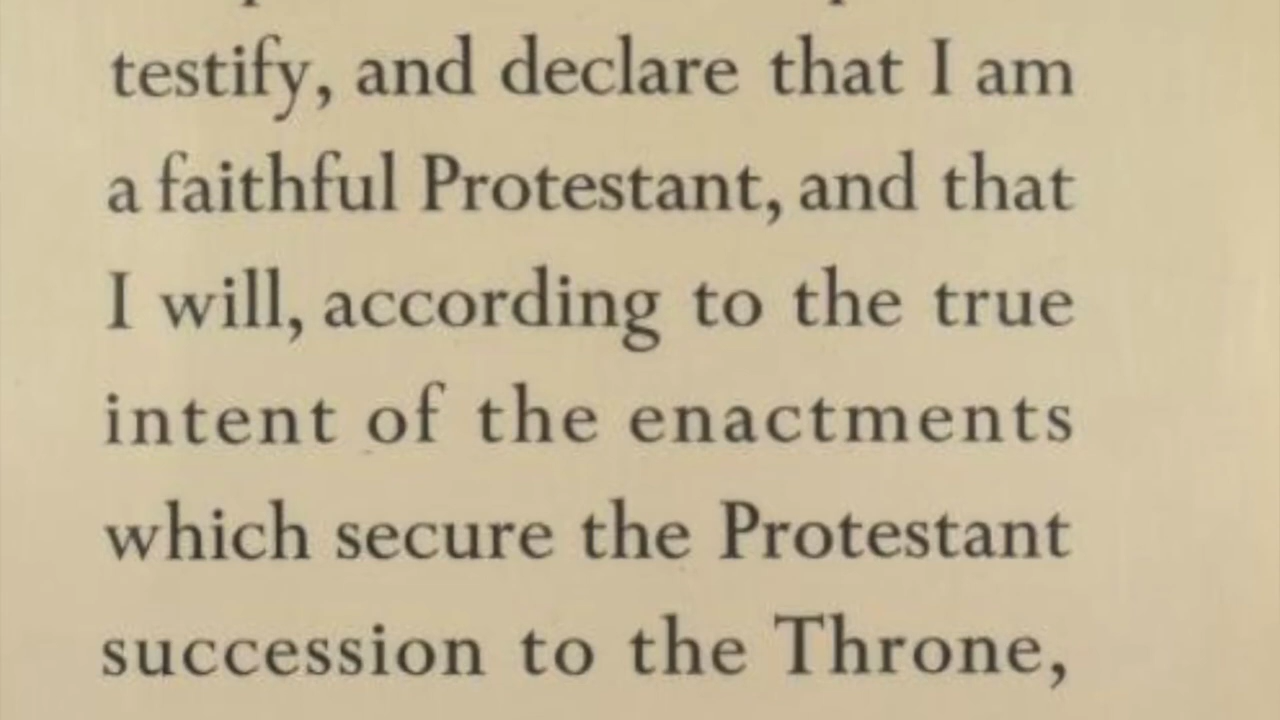 testify, and declare that I am
a faithful Protestant, and that
I will, according to the true
intent of the enactments
which secure the Protestant
succession to the Throne,